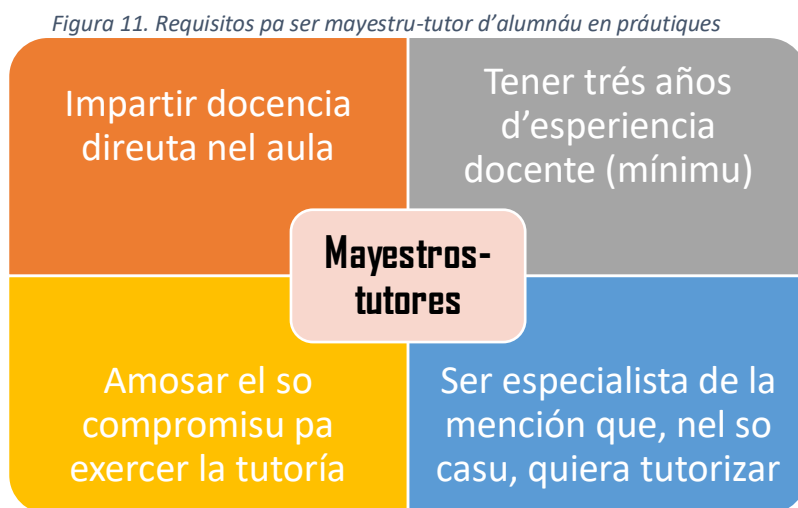 Figura 11. Requisitos pa ser mayestru-tutor d’alumnáu en práutiques
Impartir docencia
direuta nel aula
Tener trés años
d’esperiencia
docente (mínimu)
Mayestros-
tutores
Amosar el so
compromisu pa
exercer la tutoría
Ser especialista de la
mención que, nel so
casu, quiera tutorizar